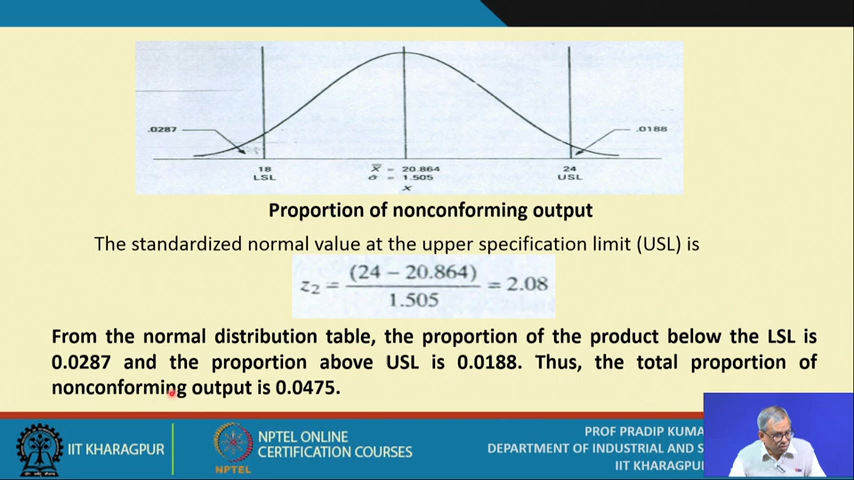 .0287
.0188
18
LSL
X̄ = 20.864
σ̂ = 1.505
X
24
USL
Proportion of nonconforming output
The standardized normal value at the upper specification limit (USL) is
z₂ = (24 − 20.864) / 1.505 = 2.08
From the normal distribution table, the proportion of the product below the LSL is
0.0287 and the proportion above USL is 0.0188. Thus, the total proportion of
nonconforming output is 0.0475.
IIT KHARAGPUR
NPTEL
NPTEL ONLINE
CERTIFICATION COURSES
PROF PRADIP KUMA
DEPARTMENT OF INDUSTRIAL AND S
IIT KHARAGPUR